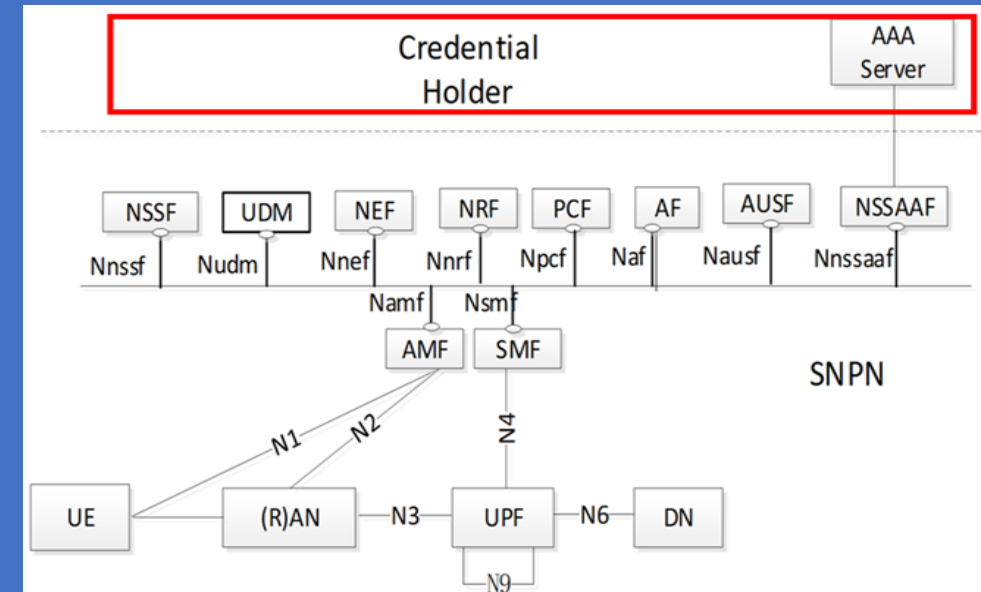 Credential
Holder
AAA
Server
NSSF
UDM
NEF
NRF
PCF
AF
AUSF
NSSAAF
Nnssf
Nudm
Nnef
Nnrf
Npcf
Naf
Nausf
Nnssaaf
Namf
Nsmf
AMF
SMF
SNPN
N1
N2
N4
UE
(R)AN
N3
UPF
N6
DN
N9